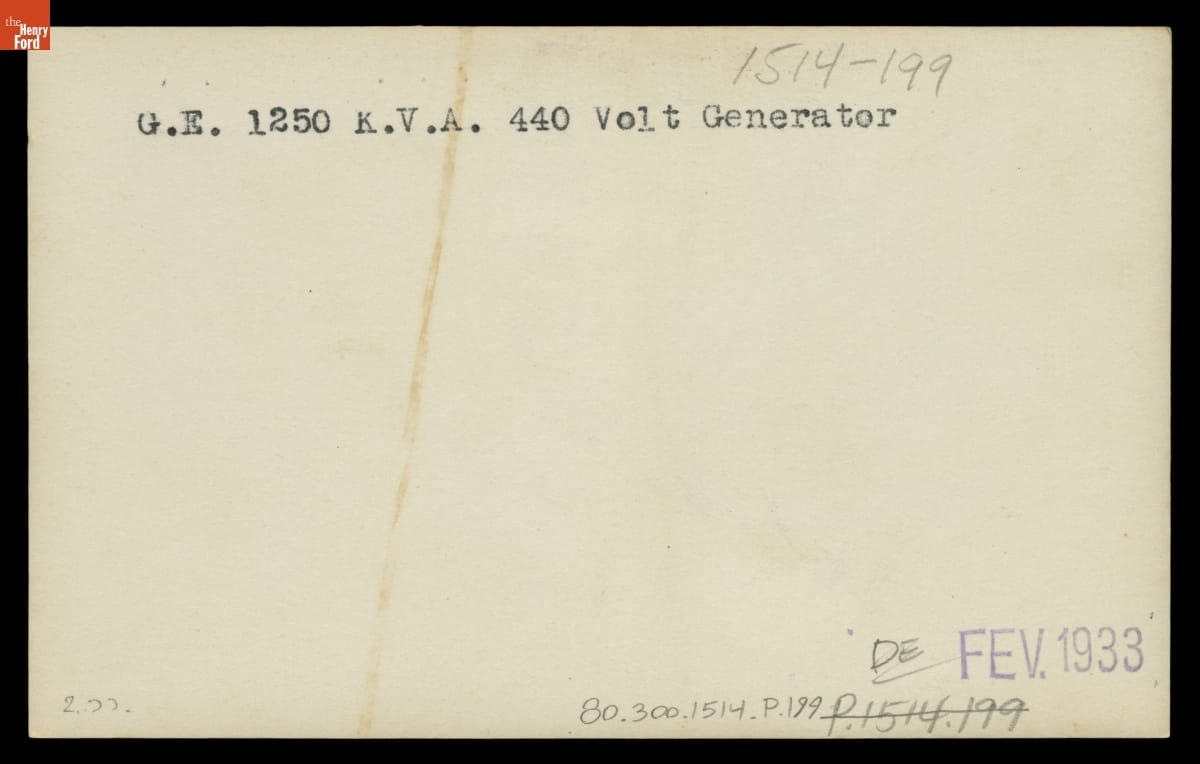 the
Henry
Ford
1514-199
G.E. 1250 K.V.A. 440 Volt Generator
DE FEV. 1933
80.300.1514.P.199 P.1514.199